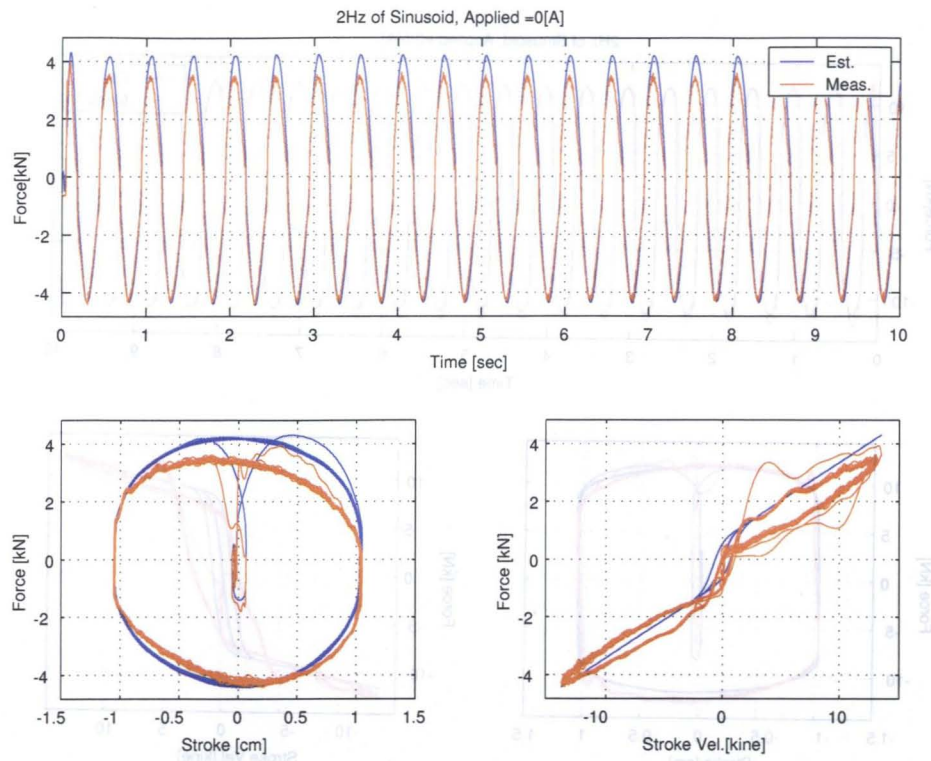 2Hz of Sinusoid, Applied =0[A]
Force[kN]
4
2
0
-2
-4
Est.
Meas.
0 1 2 3 4 5 6 7 8 9 10
Time [sec]
Force [kN]
4
2
0
-2
-4
-1.5 -1 -0.5 0 0.5 1 1.5
Stroke [cm]
Force [kN]
4
2
0
-2
-4
-10 0 10
Stroke Vel.[kine]